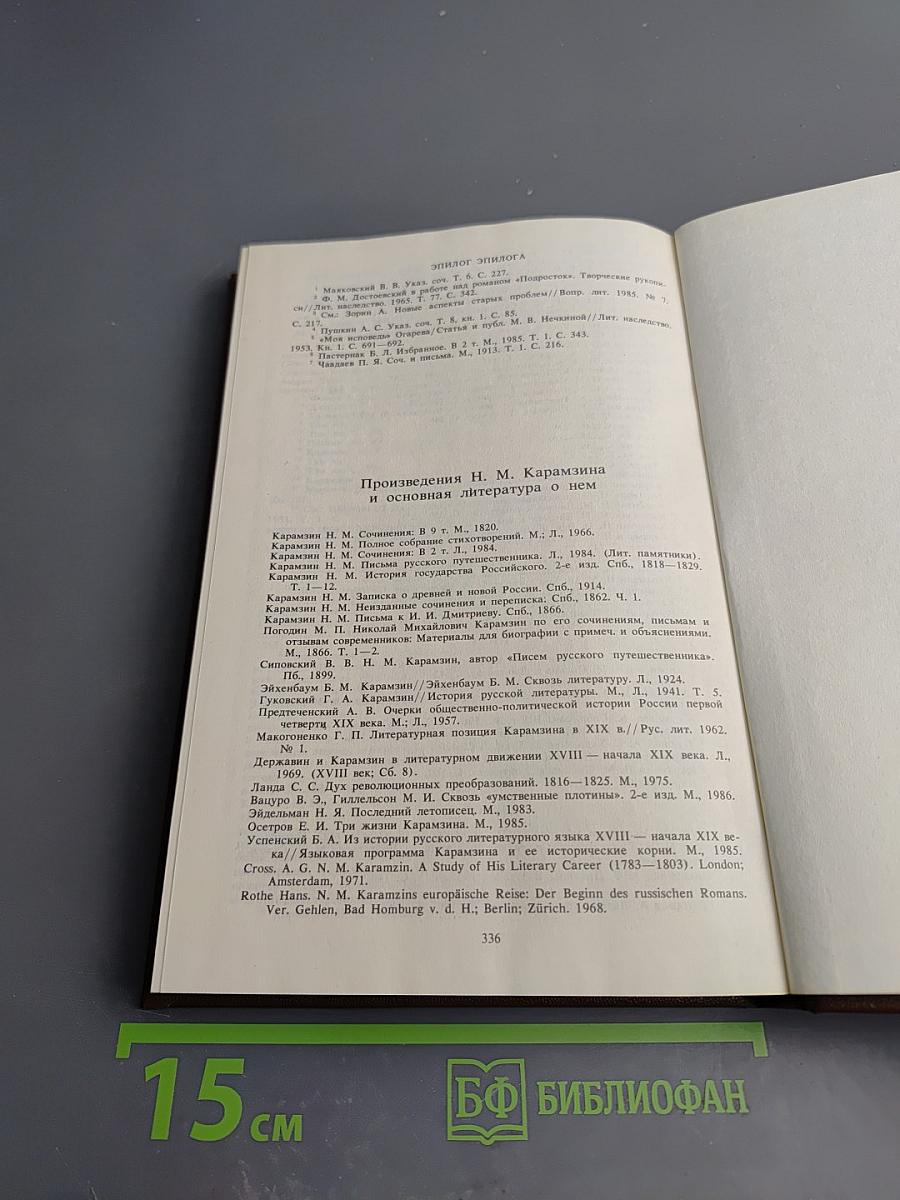 ЭПИЛОГ ЭПИЛОГА
¹ Маяковский В. В. Указ. соч. Т. 6. С. 227.
² Ф. М. Достоевский в работе над романом «Подросток». Творческие рукопи-
си//Лит. наследство. 1965. Т. 77. С. 342.
³ См.: Зорин А. Новые аспекты старых проблем//Вопр. лит. 1985. № 7.
С. 217.
⁴ Пушкин А. С. Указ. соч. Т. 8, кн. 1. С. 85.
⁵ «Моя исповедь» Огарева/Статья и публ. М. В. Нечкиной//Лит. наследство.
1953. Кн. 1. С. 691—692.
⁶ Пастернак Б. Л. Избранное. В 2 т. М., 1985. Т. 1. С. 343.
⁷ Чаадаев П. Я. Соч. и письма. М., 1913. Т. 1. С. 216.
Произведения Н. М. Карамзина
и основная литература о нем
Карамзин Н. М. Сочинения: В 9 т. М., 1820.
Карамзин Н. М. Полное собрание стихотворений. М.; Л., 1966.
Карамзин Н. М. Сочинения: В 2 т. Л., 1984.
Карамзин Н. М. Письма русского путешественника. Л., 1984. (Лит. памятники).
Карамзин Н. М. История государства Российского. 2-е изд. Спб., 1818—1829.
Т. 1—12.
Карамзин Н. М. Записка о древней и новой России. Спб., 1914.
Карамзин Н. М. Неизданные сочинения и переписка: Спб., 1862. Ч. 1.
Карамзин Н. М. Письма к И. И. Дмитриеву. Спб., 1866.
Погодин М. П. Николай Михайлович Карамзин по его сочинениям, письмам и
отзывам современников: Материалы для биографии с примеч. и объяснениями.
М., 1866. Т. 1—2.
Сиповский В. В. Н. М. Карамзин, автор «Писем русского путешественника».
Пб., 1899.
Эйхенбаум Б. М. Карамзин//Эйхенбаум Б. М. Сквозь литературу. Л., 1924.
Гуковский Г. А. Карамзин//История русской литературы. М., Л., 1941. Т. 5.
Предтеченский А. В. Очерки общественно-политической истории России первой
четверти XIX века. М.; Л., 1957.
Макогоненко Г. П. Литературная позиция Карамзина в XIX в.//Рус. лит. 1962.
№ 1.
Державин и Карамзин в литературном движении XVIII — начала XIX века. Л.,
1969. (XVIII век; Сб. 8).
Ланда С. С. Дух революционных преобразований. 1816—1825. М., 1975.
Вацуро В. Э., Гиллельсон М. И. Сквозь «умственные плотины». 2-е изд. М., 1986.
Эйдельман Н. Я. Последний летописец. М., 1983.
Осетров Е. И. Три жизни Карамзина. М., 1985.
Успенский Б. А. Из истории русского литературного языка XVIII — начала XIX ве-
ка//Языковая программа Карамзина и ее исторические корни. М., 1985.
Cross. A. G. N. M. Karamzin. A Study of His Literary Career (1783—1803). London;
Amsterdam, 1971.
Rothe Hans. N. M. Karamzins europäische Reise: Der Beginn des russischen Romans.
Ver. Gehlen, Bad Homburg v. d. H.; Berlin; Zürich. 1968.
336
15 см
БФ БИБЛИОФАН